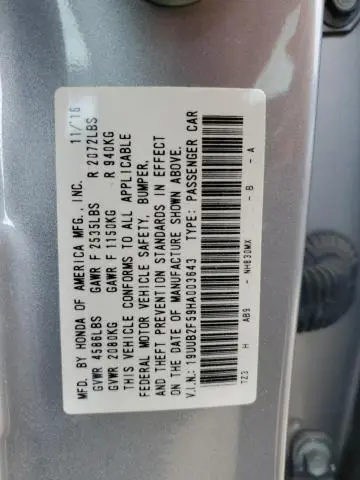 MFD. BY HONDA OF AMERICA MFG., INC. 11/'16
GVWR 4586LBS GAWR F 2535LBS R 2072LBS
GVWR 2080KG GAWR F 1150KG R 940KG
THIS VEHICLE CONFORMS TO ALL APPLICABLE
FEDERAL MOTOR VEHICLE SAFETY, BUMPER,
AND THEFT PREVENTION STANDARDS IN EFFECT
ON THE DATE OF MANUFACTURE SHOWN ABOVE.
V.I.N.: 19UUB2F59HA003643 TYPE: PASSENGER CAR
TZ3 H AB9 - NH830MX - B - A